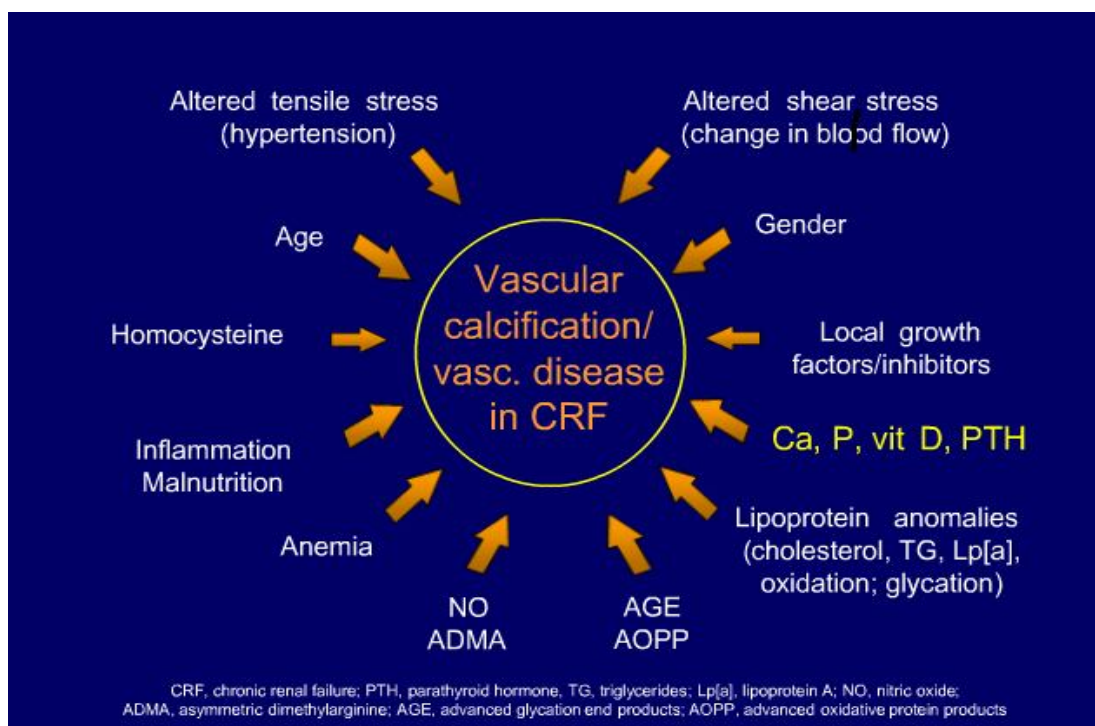 Altered tensile stress
(hypertension)
Altered shear stress
(change in blood flow)
Age
Gender
Homocysteine
Vascular
calcification/
vasc. disease
in CRF
Local growth
factors/inhibitors
Inflammation
Malnutrition
Ca, P, vit D, PTH
Anemia
Lipoprotein anomalies
(cholesterol, TG, Lp[a],
oxidation; glycation)
NO
ADMA
AGE
AOPP
CRF, chronic renal failure; PTH, parathyroid hormone, TG, triglycerides; Lp[a], lipoprotein A; NO, nitric oxide;
ADMA, asymmetric dimethylarginine; AGE, advanced glycation end products; AOPP, advanced oxidative protein products